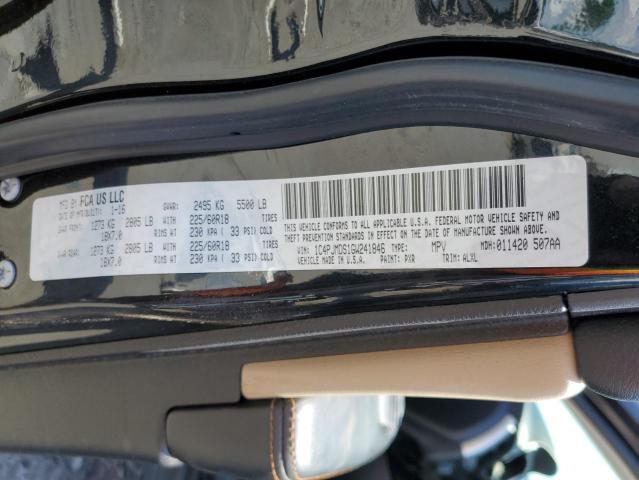 MFD BY FCA US LLC
DATE OF MFR 1-16 GVWR: 2495 KG 5500 LB
GAWR FRONT: 1273 KG 2805 LB WITH 225/60R18 TIRES
18X7.0 RIMS AT 230 KPA ( 33 PSI) COLD
GAWR REAR: 1273 KG 2805 LB WITH 225/60R18 TIRES
18X7.0 RIMS AT 230 KPA ( 33 PSI) COLD
THIS VEHICLE CONFORMS TO ALL APPLICABLE U.S.A. FEDERAL MOTOR VEHICLE SAFETY
AND THEFT PREVENTION STANDARDS IN EFFECT ON THE DATE OF MANUFACTURE SHOWN ABOVE.
VIN: 1C4PJMDS1GW241846 TYPE: MPV MDH: 011420 507AA
VEHICLE MADE IN U.S.A. PAINT: PXR TRIM: ALXL